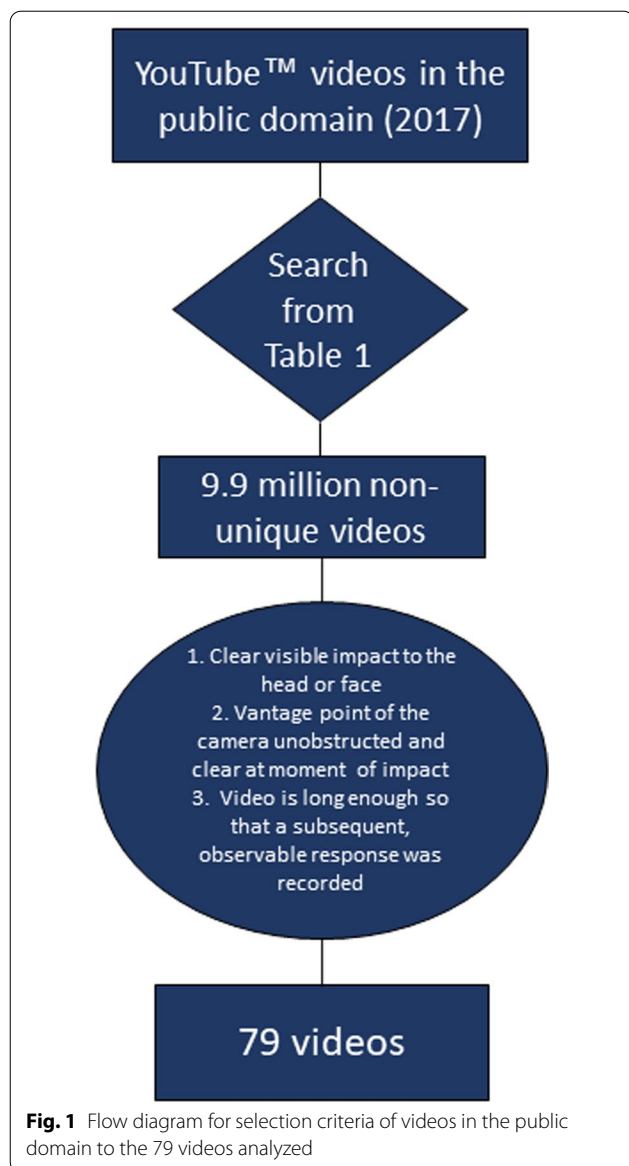 YouTube™ videos in the
public domain (2017)
Search
from
Table 1
9.9 million non-
unique videos
1. Clear visible impact to the
head or face
2. Vantage point of the
camera unobstructed and
clear at moment of impact
3. Video is long enough so
that a subsequent,
observable response was
recorded
79 videos
Fig. 1 Flow diagram for selection criteria of videos in the public
domain to the 79 videos analyzed